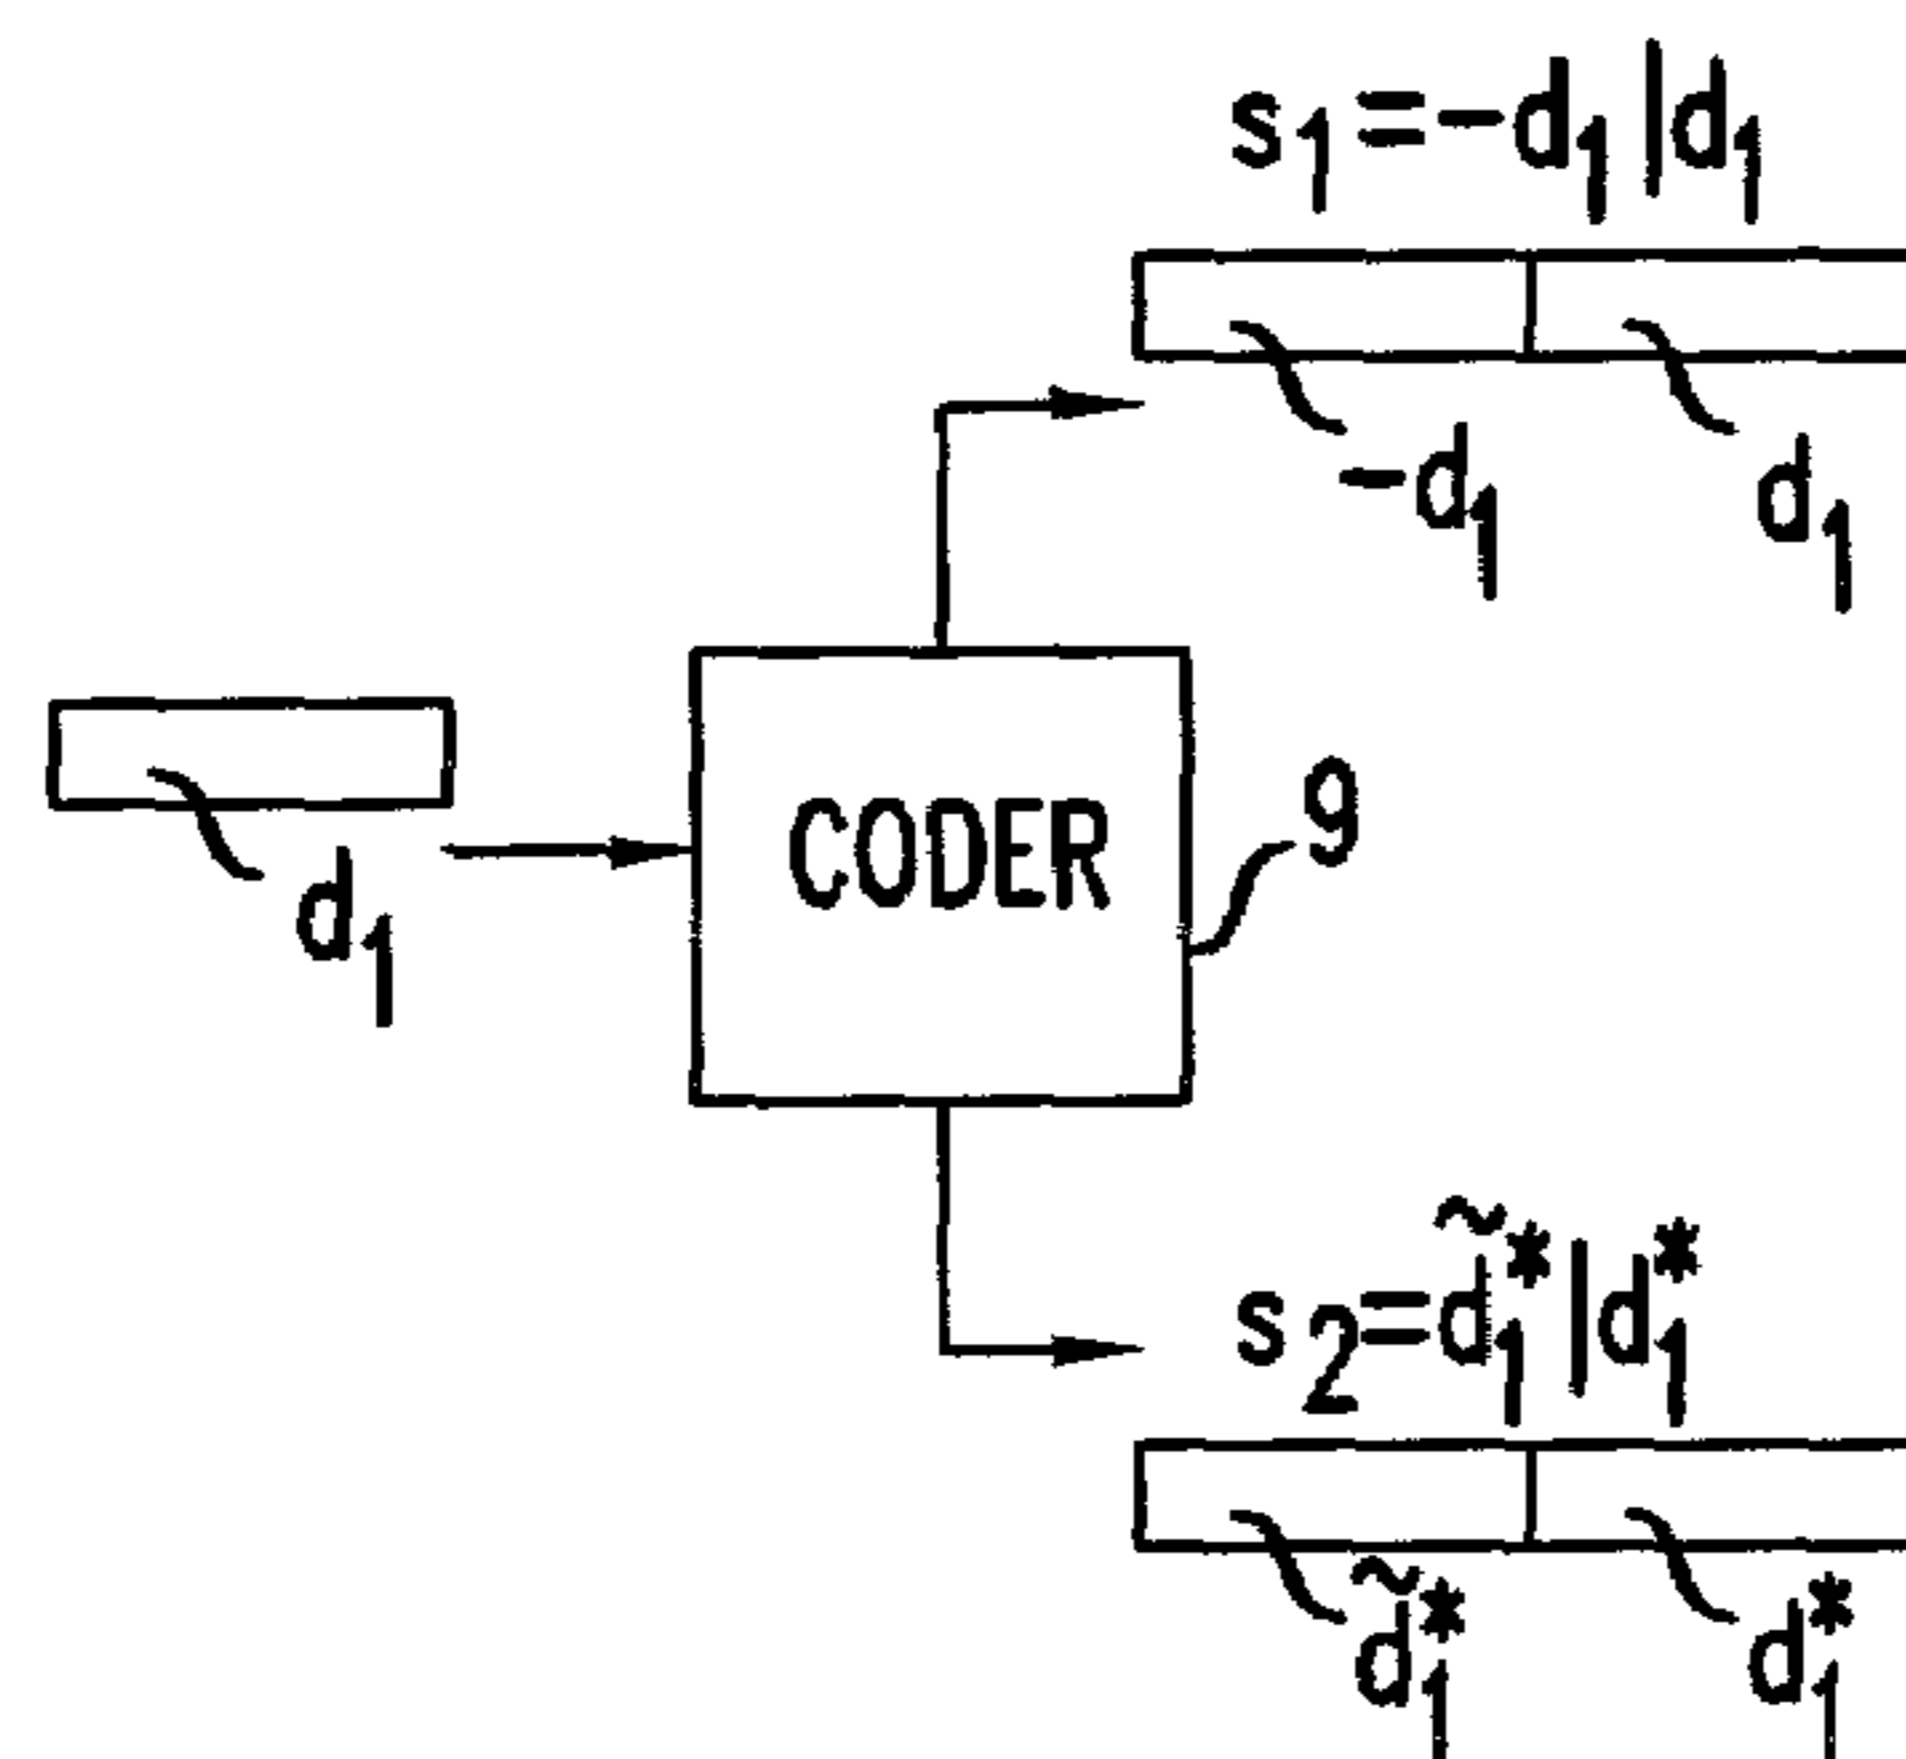 s₁=-d₁|d₁
-d₁ d₁
CODER
9
d₁
s₂=d̃₁*|d₁*
d̃₁* d₁*